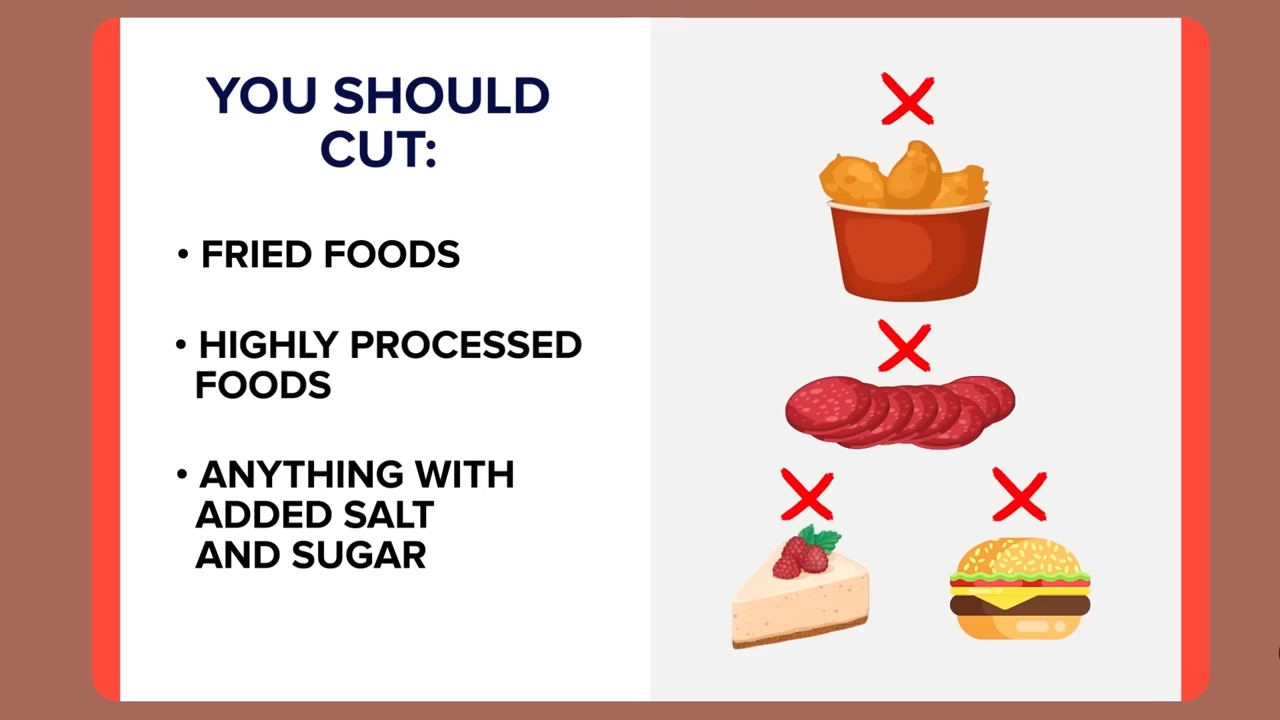 YOU SHOULD
CUT:
• FRIED FOODS
• HIGHLY PROCESSED
FOODS
• ANYTHING WITH
ADDED SALT
AND SUGAR